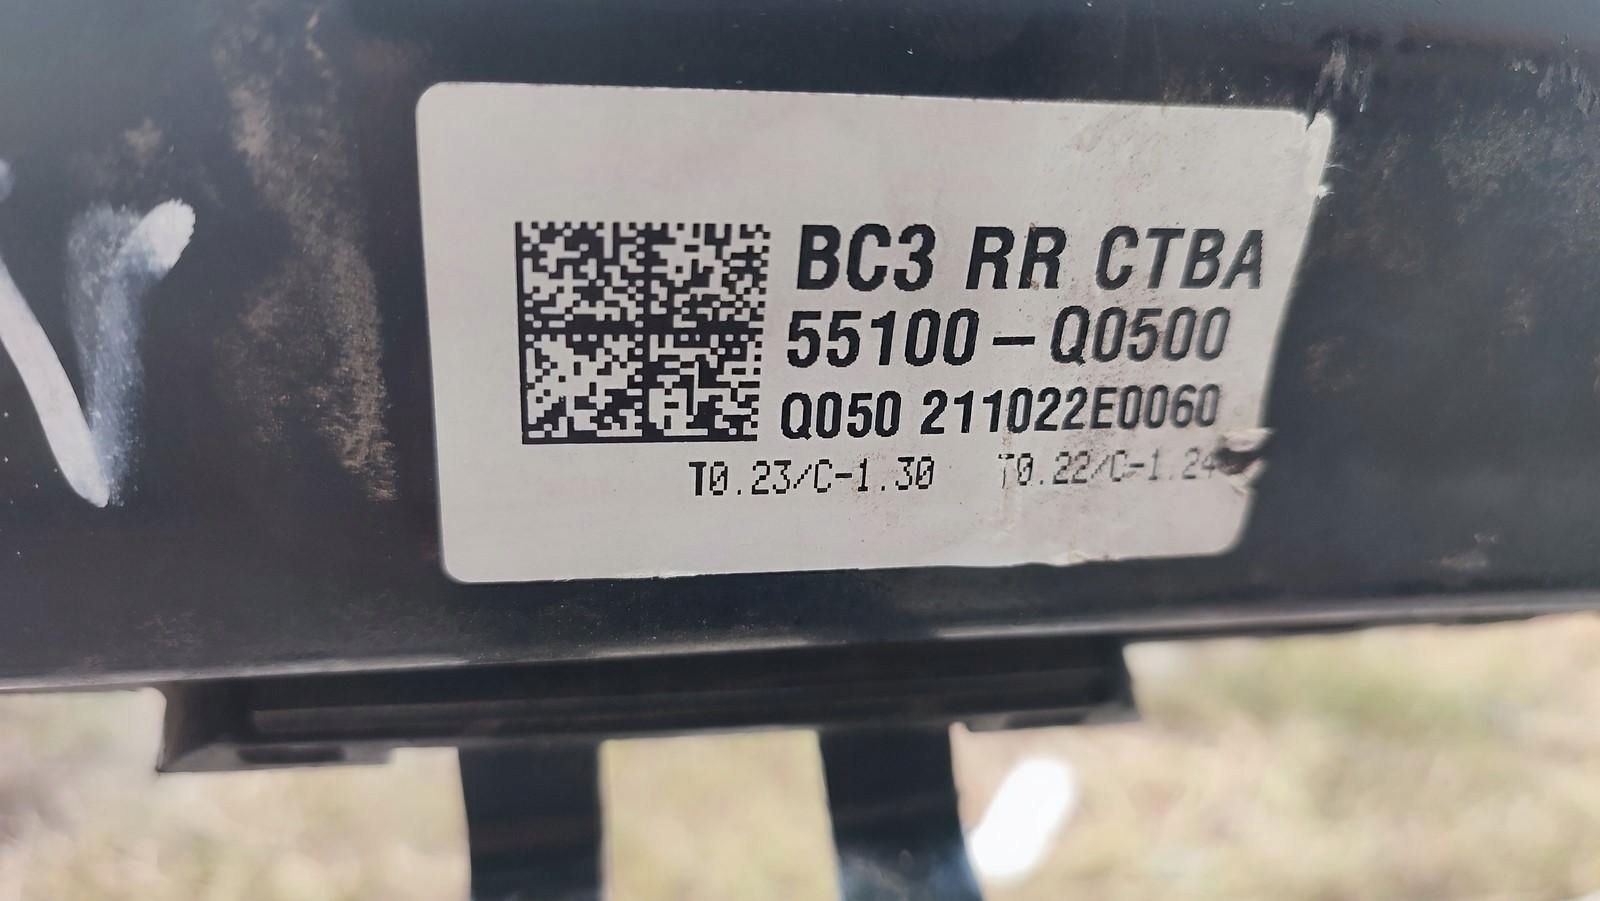 BC3 RR CTBA
55100-Q0500
Q050 211022E0060
T0.23/C-1.30 T0.22/C-1.24